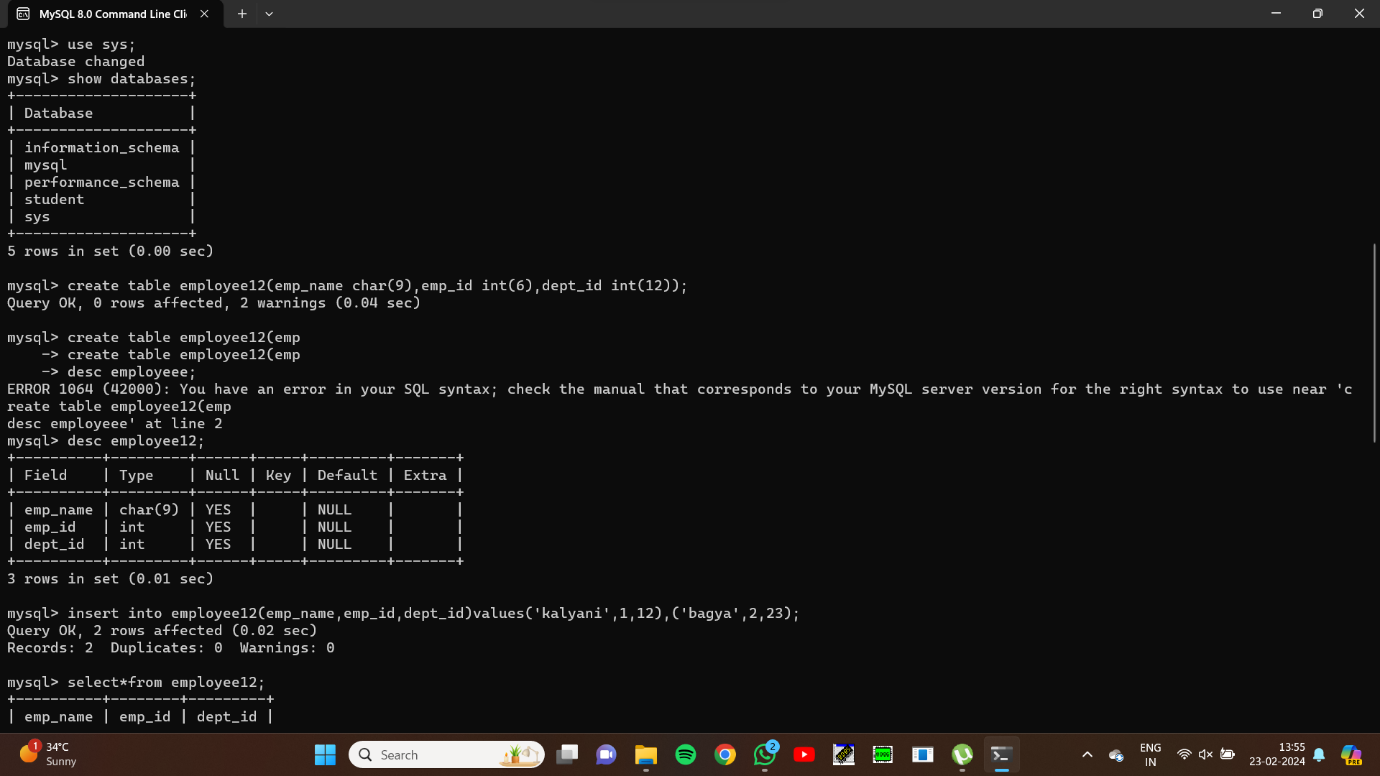 MySQL 8.0 Command Line Cli
mysql> use sys;
Database changed
mysql> show databases;
+--------------------+
| Database           |
+--------------------+
| information_schema |
| mysql              |
| performance_schema |
| student            |
| sys                |
+--------------------+
5 rows in set (0.00 sec)
mysql> create table employee12(emp_name char(9),emp_id int(6),dept_id int(12));
Query OK, 0 rows affected, 2 warnings (0.04 sec)
mysql> create table employee12(emp
    -> create table employee12(emp
    -> desc employeee;
ERROR 1064 (42000): You have an error in your SQL syntax; check the manual that corresponds to your MySQL server version for the right syntax to use near 'c
reate table employee12(emp
desc employeee' at line 2
mysql> desc employee12;
+----------+---------+------+-----+---------+-------+
| Field    | Type    | Null | Key | Default | Extra |
+----------+---------+------+-----+---------+-------+
| emp_name | char(9) | YES  |     | NULL    |       |
| emp_id   | int     | YES  |     | NULL    |       |
| dept_id  | int     | YES  |     | NULL    |       |
+----------+---------+------+-----+---------+-------+
3 rows in set (0.01 sec)
mysql> insert into employee12(emp_name,emp_id,dept_id)values('kalyani',1,12),('bagya',2,23);
Query OK, 2 rows affected (0.02 sec)
Records: 2  Duplicates: 0  Warnings: 0
mysql> select*from employee12;
+----------+--------+---------+
| emp_name | emp_id | dept_id |
1
34°C
Sunny
Search
2
ENG
IN
13:55
23-02-2024
PRE